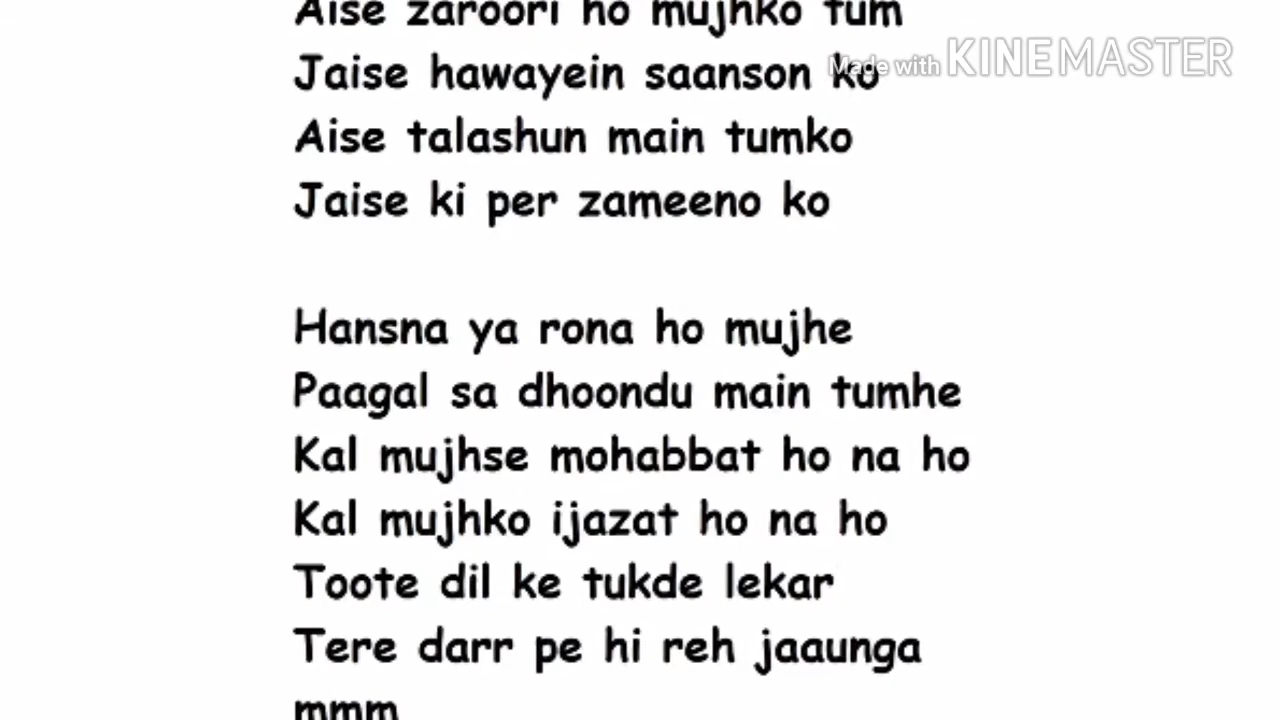 Aise zaroori ho mujhko tum
Made with KINEMASTER
Jaise hawayein saanson ko
Aise talashun main tumko
Jaise ki per zameeno ko
Hansna ya rona ho mujhe
Paagal sa dhoondu main tumhe
Kal mujhse mohabbat ho na ho
Kal mujhko ijazat ho na ho
Toote dil ke tukde lekar
Tere darr pe hi reh jaaunga
mmm